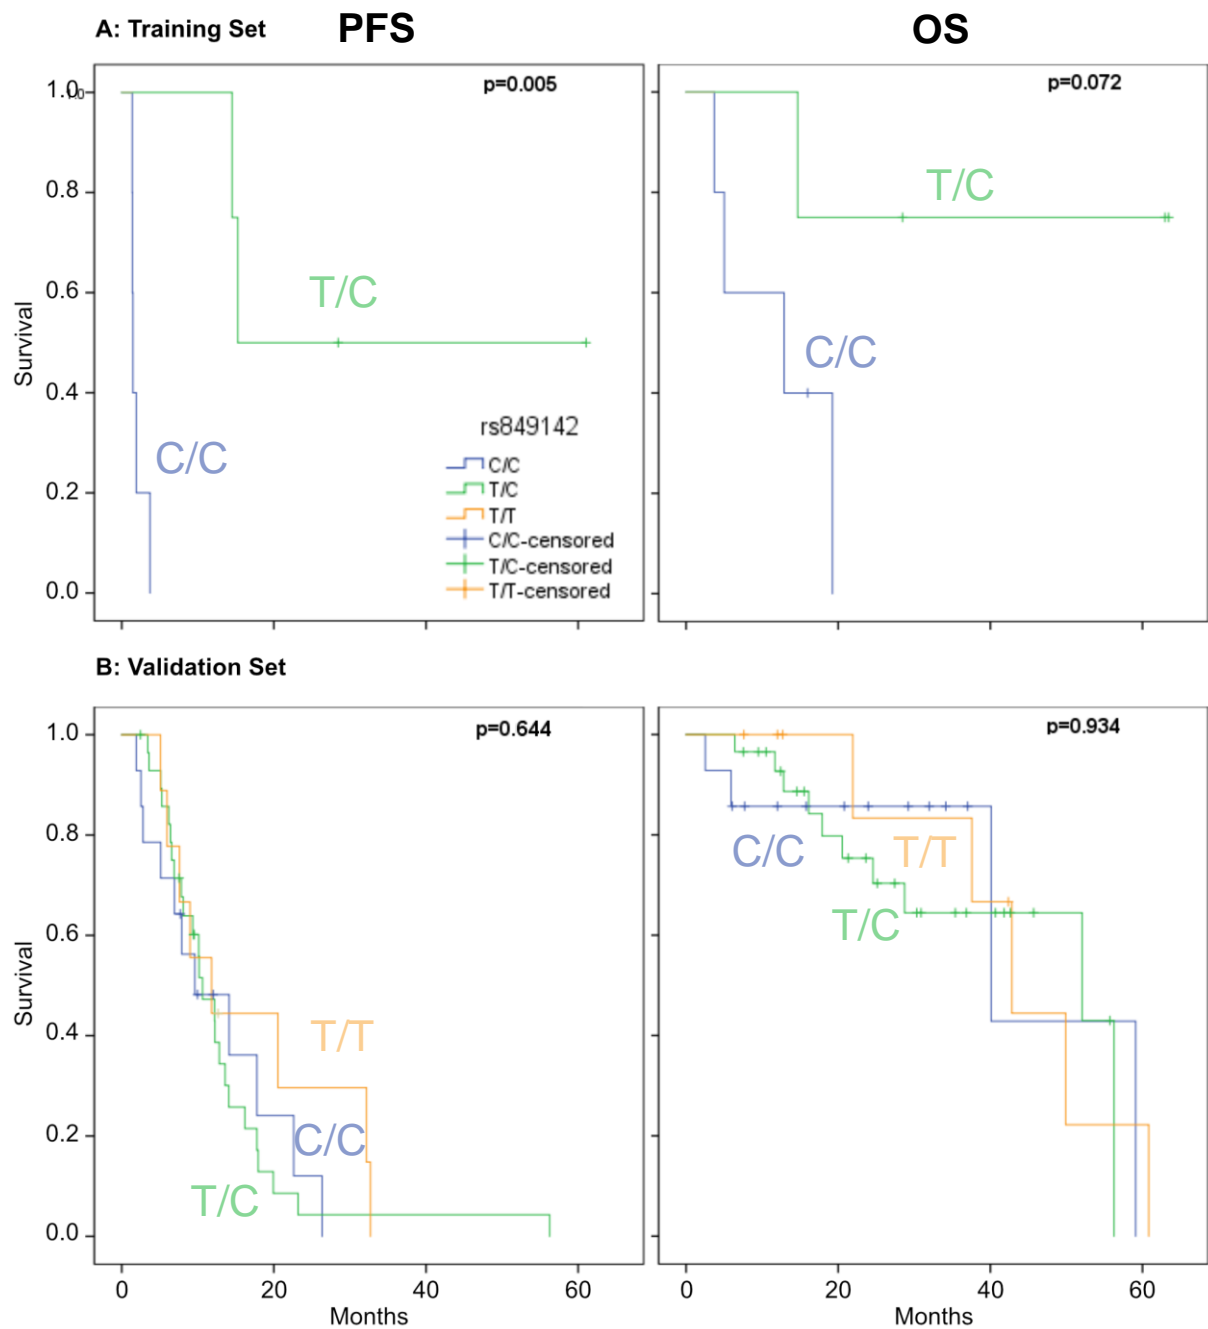 A: Training Set
PFS
OS
p=0.005
p=0.072
1.0
0.8
0.6
0.4
0.2
0.0
Survival
T/C
C/C
rs849142
C/C
T/C
T/T
C/C-censored
T/C-censored
T/T-censored
T/C
C/C
B: Validation Set
p=0.644
p=0.934
1.0
0.8
0.6
0.4
0.2
0.0
Survival
T/T
C/C
T/C
C/C
T/T
T/C
0 20 40 60
Months
0 20 40 60
Months